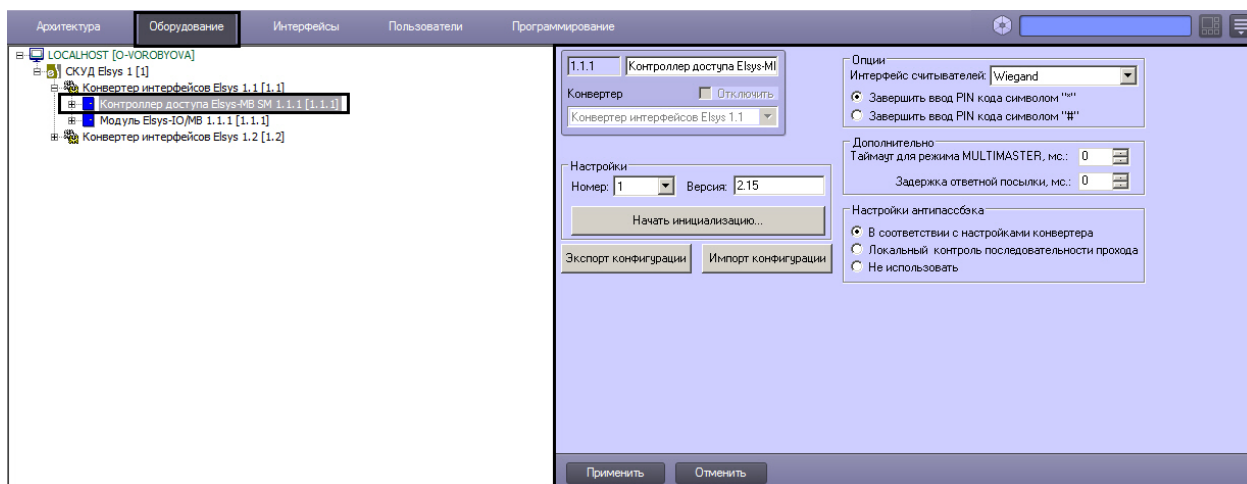 Архитектура Оборудование Интерфейсы Пользователи Программирование
LOCALHOST [O-VOROBYOVA]
СКУД Elsys 1 [1]
Конвертер интерфейсов Elsys 1.1 [1.1]
Контроллер доступа Elsys-MB SM 1.1.1 [1.1.1]
Модуль Elsys-IO/MB 1.1.1 [1.1.1]
Конвертер интерфейсов Elsys 1.2 [1.2]
1.1.1 Контроллер доступа Elsys-MI
Конвертер Отключить
Конвертер интерфейсов Elsys 1.1
Настройки
Номер: 1 Версия: 2.15
Начать инициализацию...
Экспорт конфигурации Импорт конфигурации
Опции
Интерфейс считывателей: Wiegand
Завершить ввод PIN кода символом "*"
Завершить ввод PIN кода символом "#"
Дополнительно
Таймаут для режима MULTIMASTER, мс.: 0
Задержка ответной посылки, мс.: 0
Настройки антипассбэка
В соответствии с настройками конвертера
Локальный контроль последовательности прохода
Не использовать
Применить Отменить